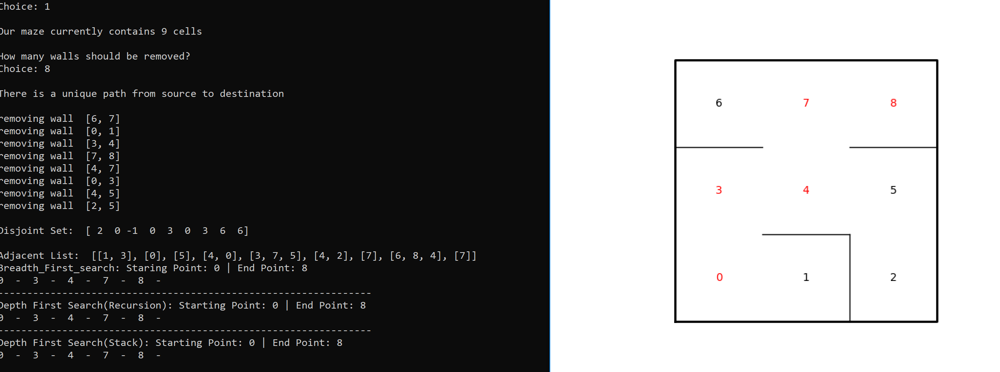 Choice: 1
Our maze currently contains 9 cells
How many walls should be removed?
Choice: 8
There is a unique path from source to destination
removing wall  [6, 7]
removing wall  [0, 1]
removing wall  [3, 4]
removing wall  [7, 8]
removing wall  [4, 7]
removing wall  [0, 3]
removing wall  [4, 5]
removing wall  [2, 5]
Disjoint Set:  [ 2  0 -1  0  3  0  3  6  6]
Adjacent List:  [[1, 3], [0], [5], [4, 0], [3, 7, 5], [4, 2], [7], [6, 8, 4], [7]]
Breadth_First_search: Staring Point: 0 | End Point: 8
0  -  3  -  4  -  7  -  8  -
----------------------------------------------------------------
Depth First Search(Recursion): Starting Point: 0 | End Point: 8
0  -  3  -  4  -  7  -  8  -
----------------------------------------------------------------
Depth First Search(Stack): Starting Point: 0 | End Point: 8
0  -  3  -  4  -  7  -  8  -
6 7 8
3 4 5
0 1 2